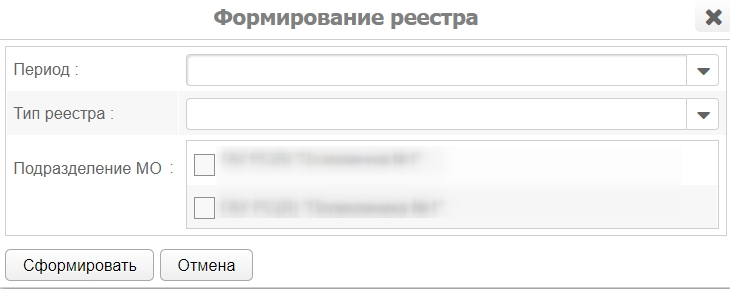 Формирование реестра
Период :
Тип реестра :
Подразделение МО :
Сформировать Отмена